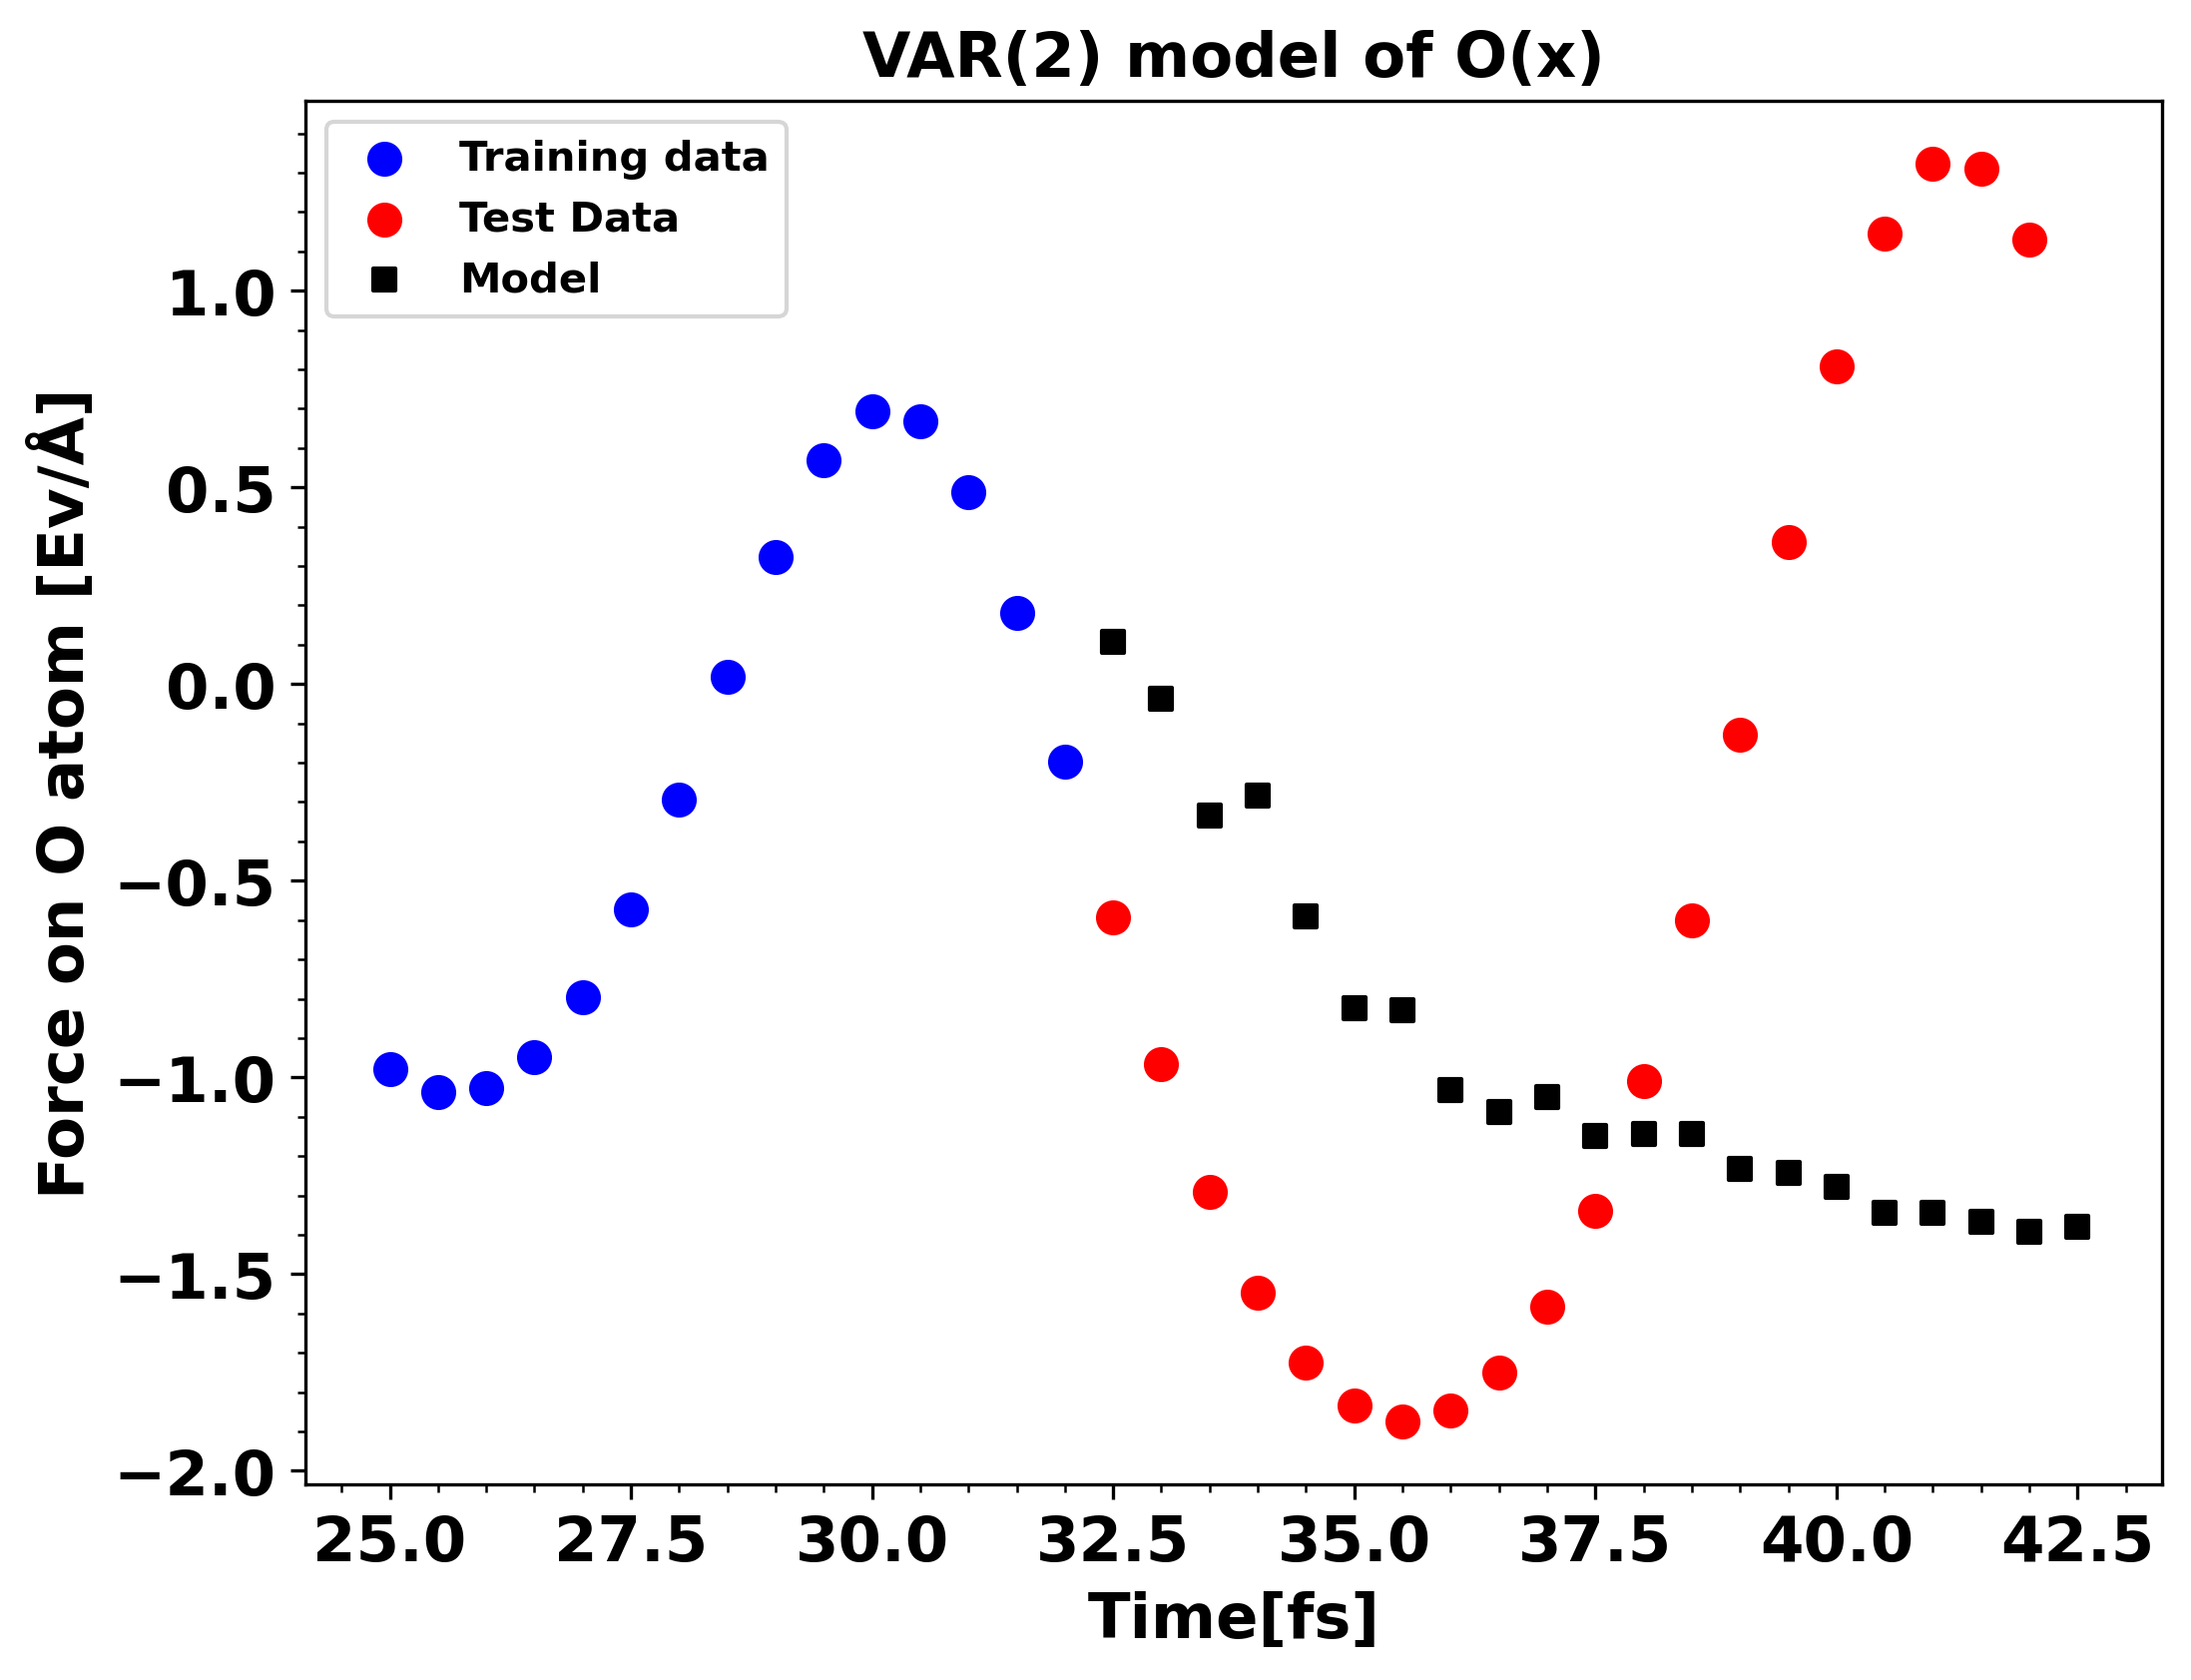 VAR(2) model of O(x)
Training data
Test Data
Model
Force on O atom [Ev/Å]
1.0
0.5
0.0
−0.5
−1.0
−1.5
−2.0
25.0 27.5 30.0 32.5 35.0 37.5 40.0 42.5
Time[fs]